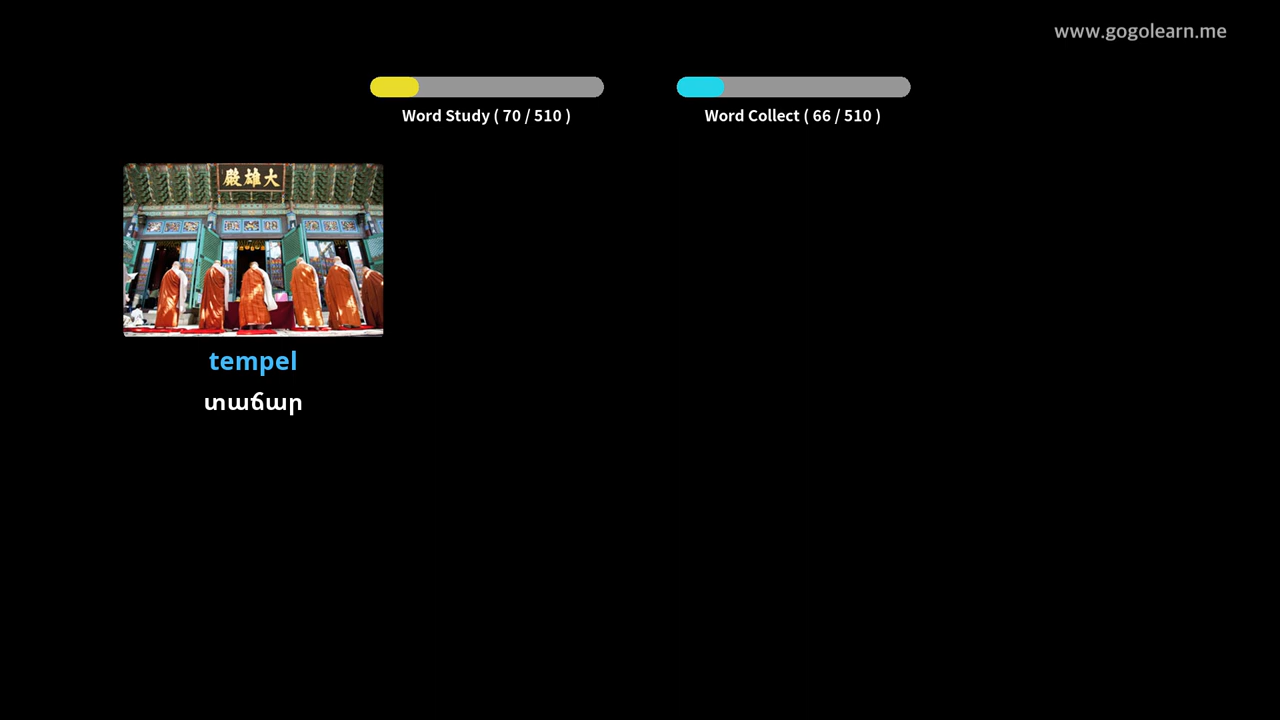 www.gogolearn.me
Word Study ( 70 / 510 )
Word Collect ( 66 / 510 )
殿雄大
tempel
տաճար